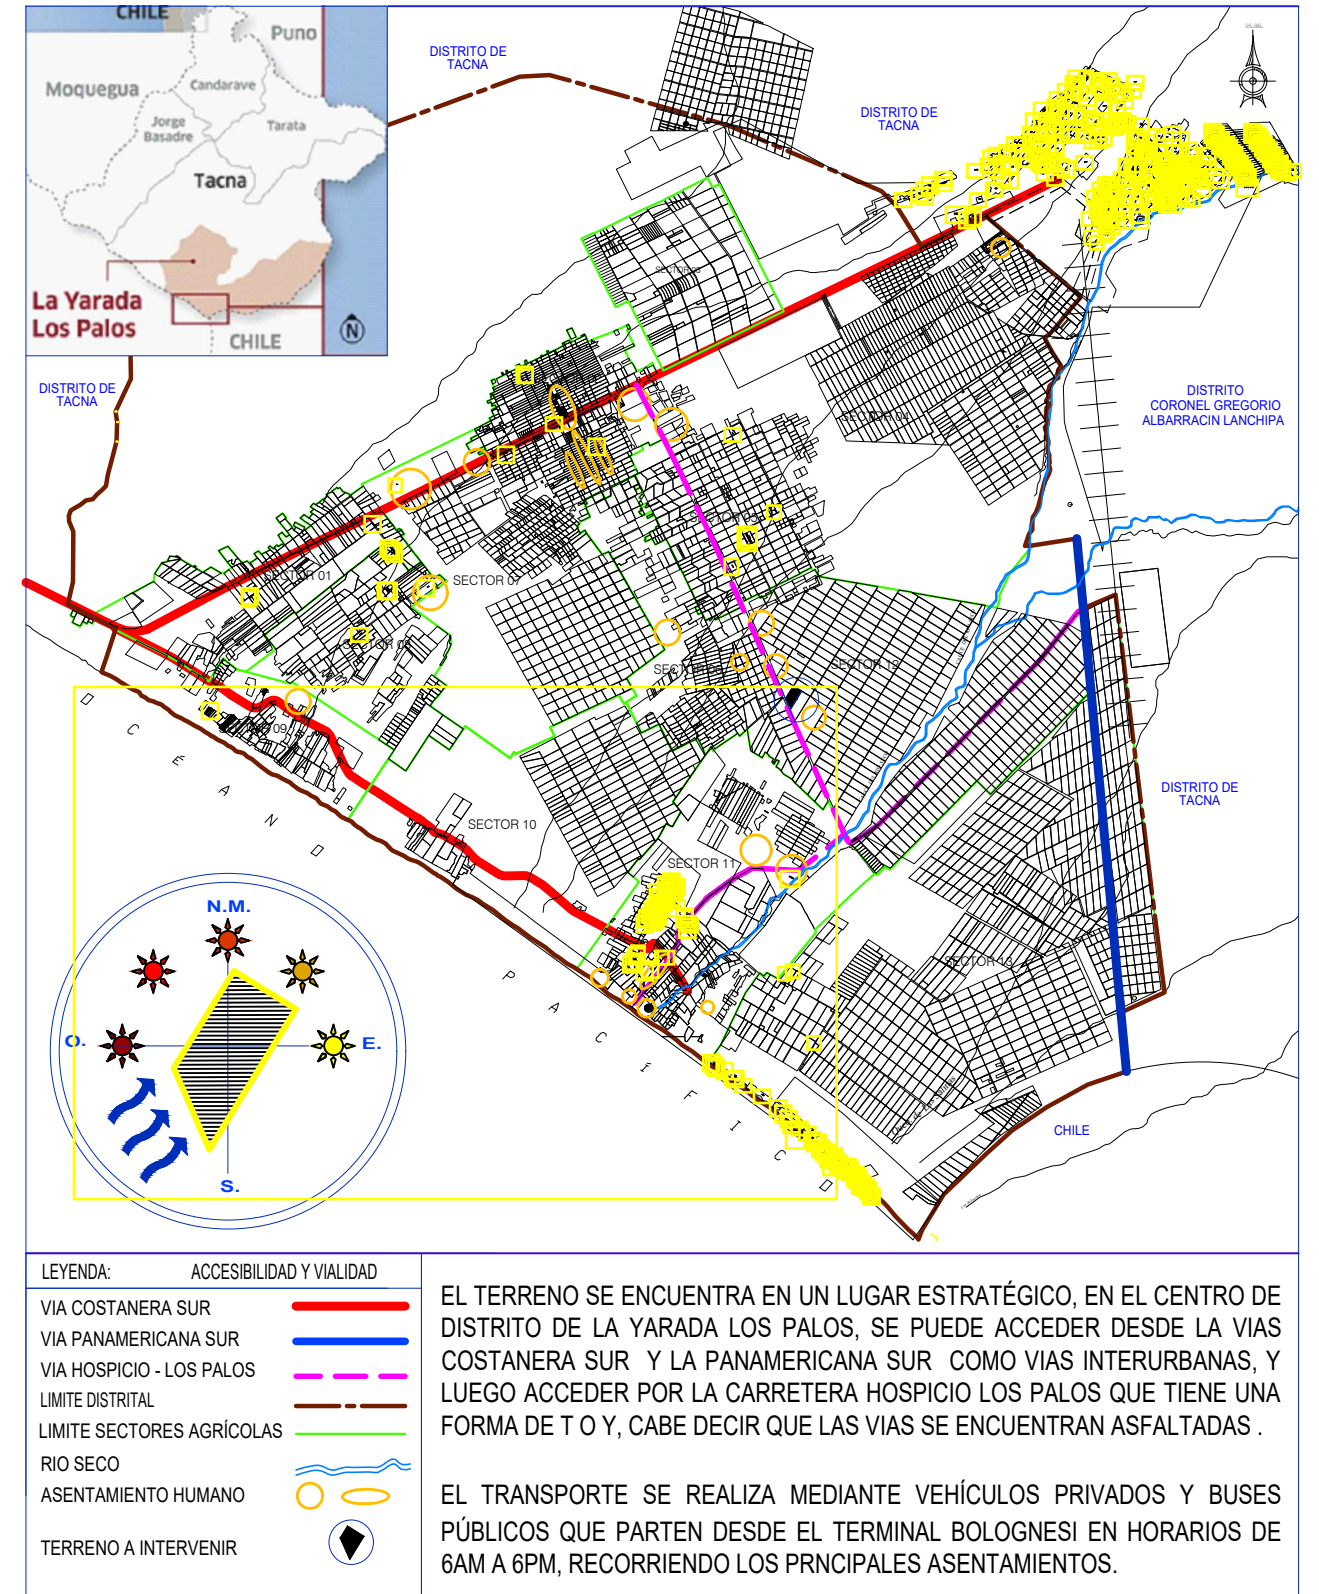 CHILE
Puno
Moquegua
Candarave
Jorge
Basadre
Tarata
Tacna
La Yarada
Los Palos
CHILE
N
DISTRITO DE
TACNA
DISTRITO DE
TACNA
DISTRITO DE
TACNA
DISTRITO
CORONEL GREGORIO
ALBARRACIN LANCHIPA
SECTOR 04
SECTOR 01
SECTOR 07
SECTOR 12
SECTOR 09
SECTOR 10
SECTOR 11
DISTRITO DE
TACNA
SECTOR 13
CHILE
OCÉANO
PACÍFICO
N.M.
O.
E.
S.
LEYENDA: ACCESIBILIDAD Y VIALIDAD
VIA COSTANERA SUR
VIA PANAMERICANA SUR
VIA HOSPICIO - LOS PALOS
LIMITE DISTRITAL
LIMITE SECTORES AGRÍCOLAS
RIO SECO
ASENTAMIENTO HUMANO
TERRENO A INTERVENIR
EL TERRENO SE ENCUENTRA EN UN LUGAR ESTRATÉGICO, EN EL CENTRO DE
DISTRITO DE LA YARADA LOS PALOS, SE PUEDE ACCEDER DESDE LA VIAS
COSTANERA SUR Y LA PANAMERICANA SUR COMO VIAS INTERURBANAS, Y
LUEGO ACCEDER POR LA CARRETERA HOSPICIO LOS PALOS QUE TIENE UNA
FORMA DE T O Y, CABE DECIR QUE LAS VIAS SE ENCUENTRAN ASFALTADAS .
EL TRANSPORTE SE REALIZA MEDIANTE VEHÍCULOS PRIVADOS Y BUSES
PÚBLICOS QUE PARTEN DESDE EL TERMINAL BOLOGNESI EN HORARIOS DE
6AM A 6PM, RECORRIENDO LOS PRNCIPALES ASENTAMIENTOS.